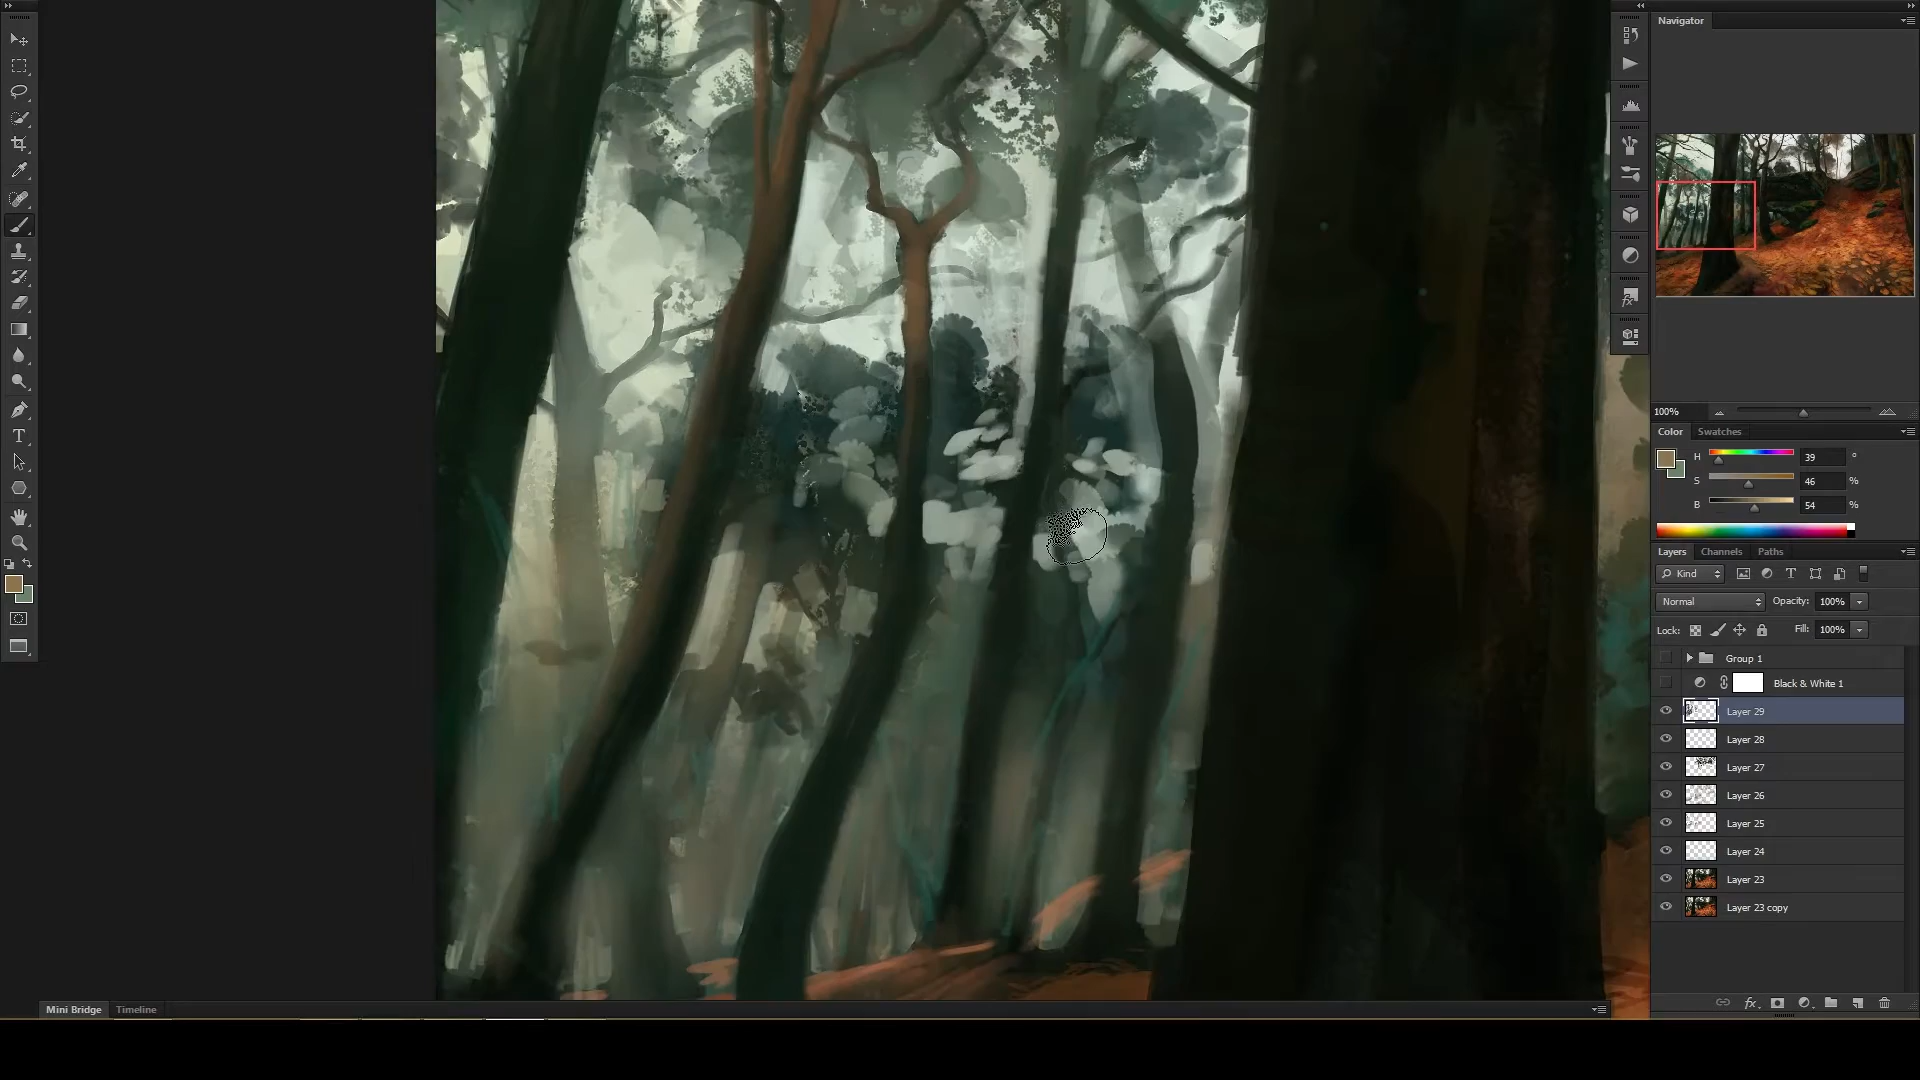 Navigator
100%
Color
Swatches
H
39
°
S
46
%
B
54
%
Layers
Channels
Paths
Kind
Normal
Opacity:
100%
Lock:
Fill:
100%
Group 1
Black & White 1
Layer 29
Layer 28
Layer 27
Layer 26
Layer 25
Layer 24
Layer 23
Layer 23 copy
Mini Bridge
Timeline